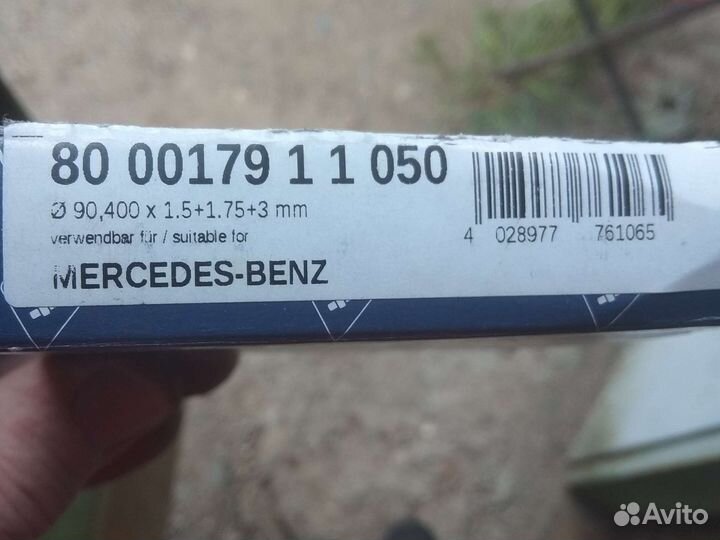 80 00179 1 1 050
Ø 90,400 x 1.5+1.75+3 mm
verwendbar für / suitable for
MERCEDES-BENZ
4 028977 761065
Avito